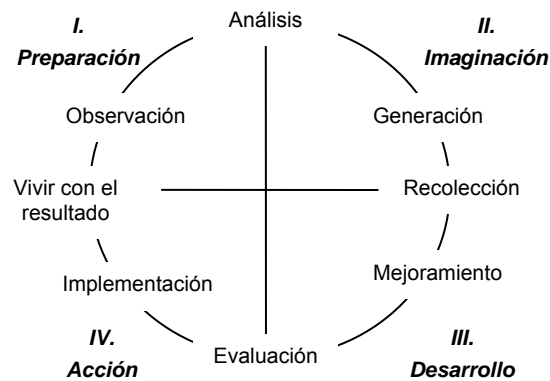 Análisis
I.
Preparación
II.
Imaginación
Observación
Generación
Vivir con el
resultado
Recolección
Implementación
Mejoramiento
IV.
Acción
Evaluación
III.
Desarrollo